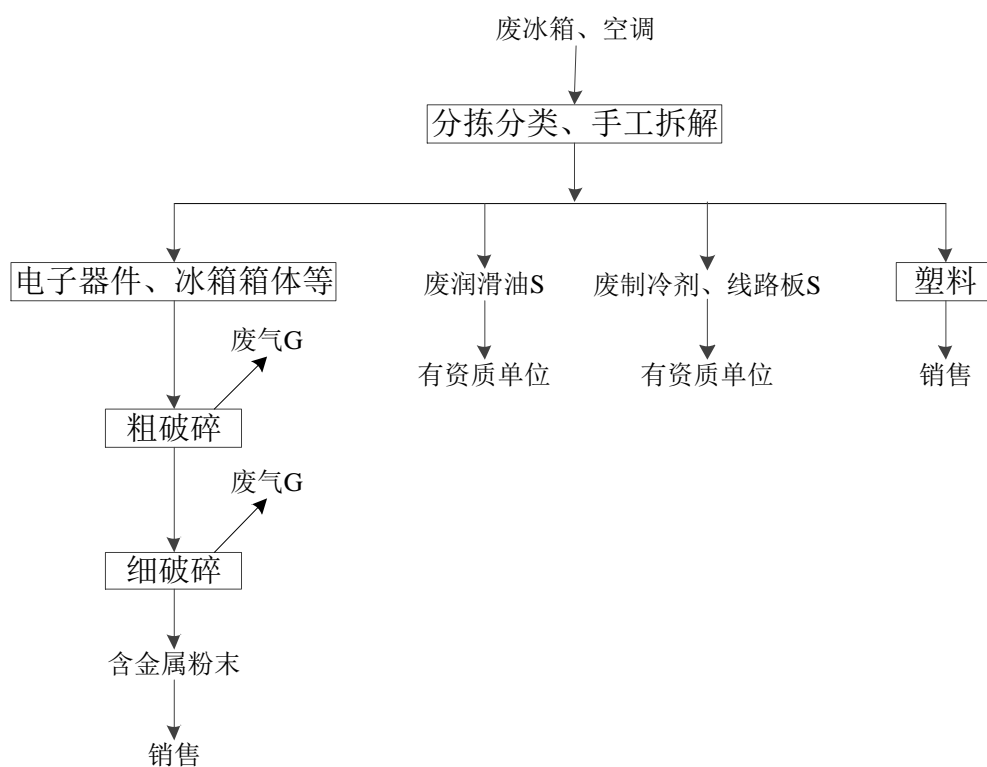 废冰箱、空调
分拣分类、手工拆解
电子器件、冰箱箱体等
废润滑油S
废制冷剂、线路板S
塑料
废气G
有资质单位
有资质单位
销售
粗破碎
废气G
细破碎
含金属粉末
销售